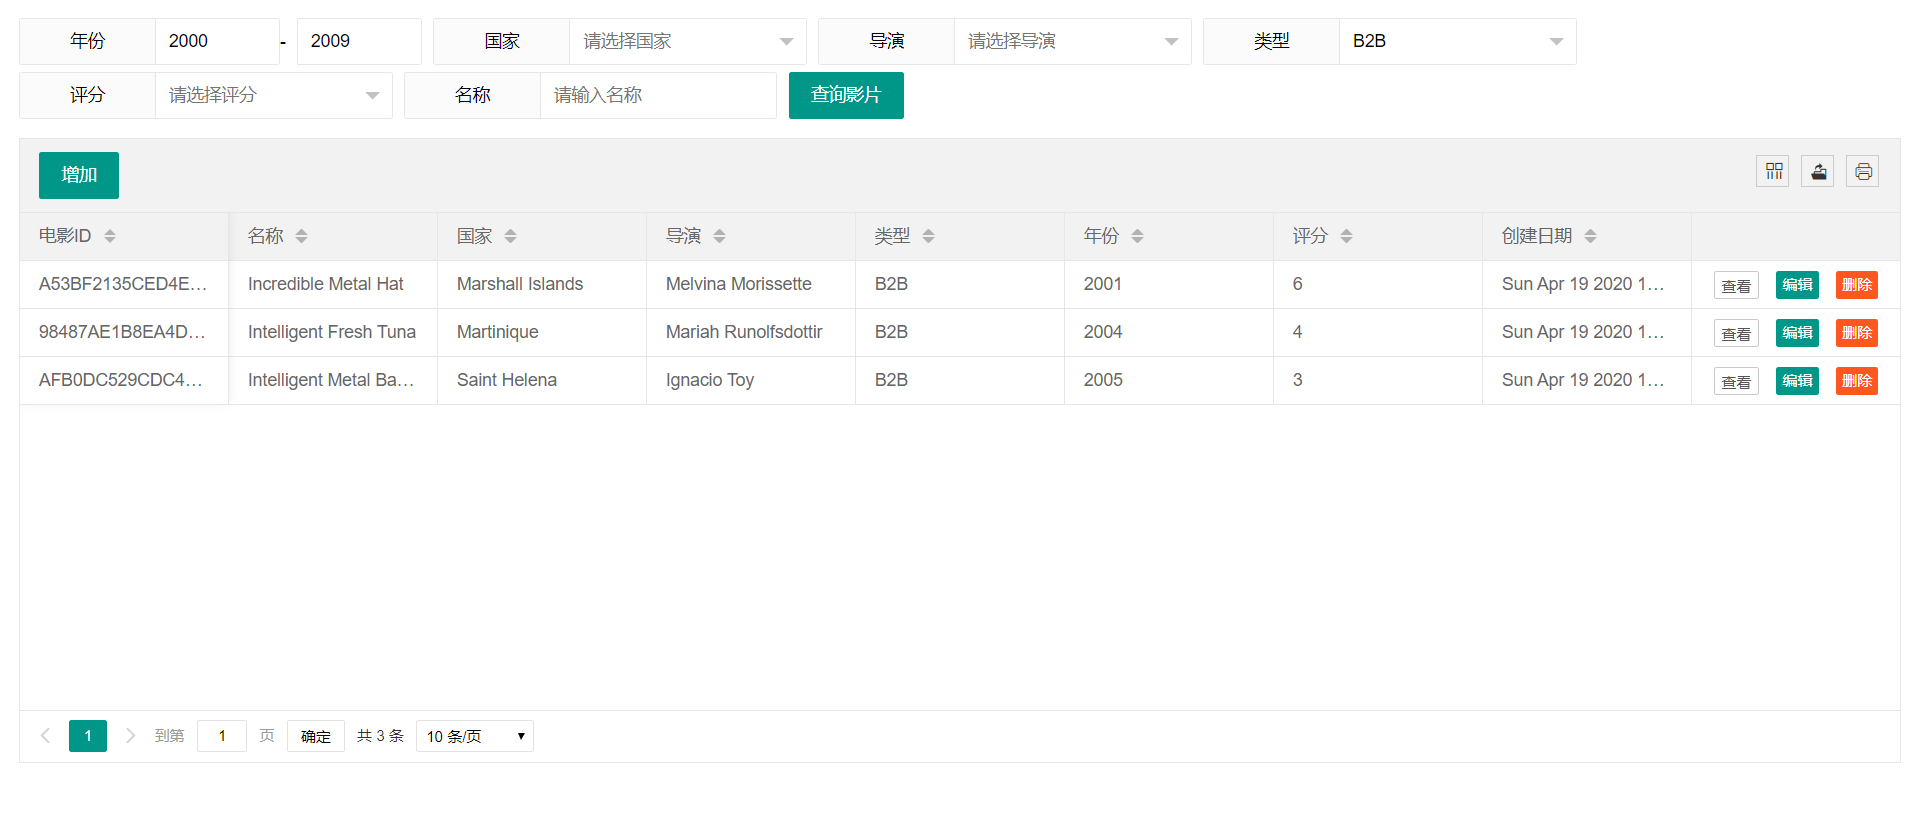 年份 2000 - 2009 国家 请选择国家 导演 请选择导演 类型 B2B
评分 请选择评分 名称 请输入名称 查询影片
增加
电影ID 名称 国家 导演 类型 年份 评分 创建日期
A53BF2135CED4E... Incredible Metal Hat Marshall Islands Melvina Morissette B2B 2001 6 Sun Apr 19 2020 1... 查看 编辑 删除
98487AE1B8EA4D... Intelligent Fresh Tuna Martinique Mariah Runolfsdottir B2B 2004 4 Sun Apr 19 2020 1... 查看 编辑 删除
AFB0DC529CDC4... Intelligent Metal Ba... Saint Helena Ignacio Toy B2B 2005 3 Sun Apr 19 2020 1... 查看 编辑 删除
1 到第 1 页 确定 共 3 条 10 条/页